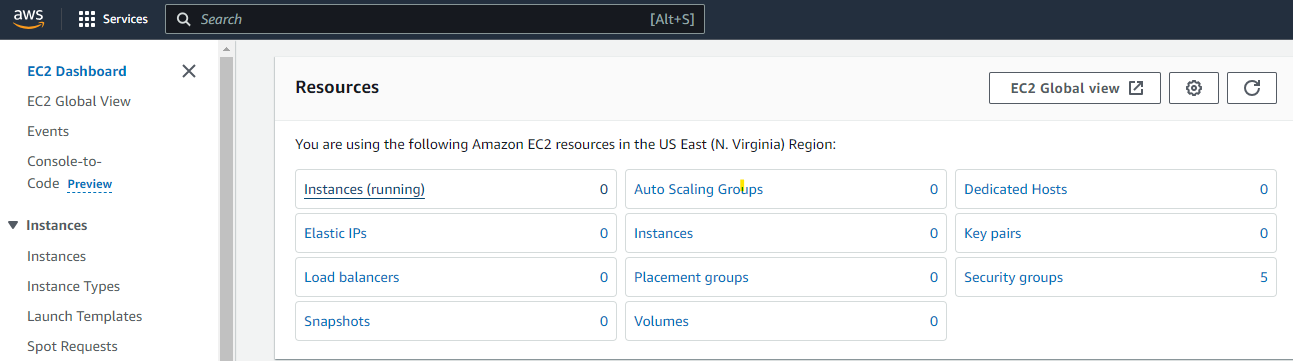 aws
Services
Search
[Alt+S]
EC2 Dashboard
EC2 Global View
Events
Console-to-
Code Preview
Instances
Instances
Instance Types
Launch Templates
Spot Requests
Resources
EC2 Global view
You are using the following Amazon EC2 resources in the US East (N. Virginia) Region:
Instances (running) 0
Auto Scaling Groups 0
Dedicated Hosts 0
Elastic IPs 0
Instances 0
Key pairs 0
Load balancers 0
Placement groups 0
Security groups 5
Snapshots 0
Volumes 0